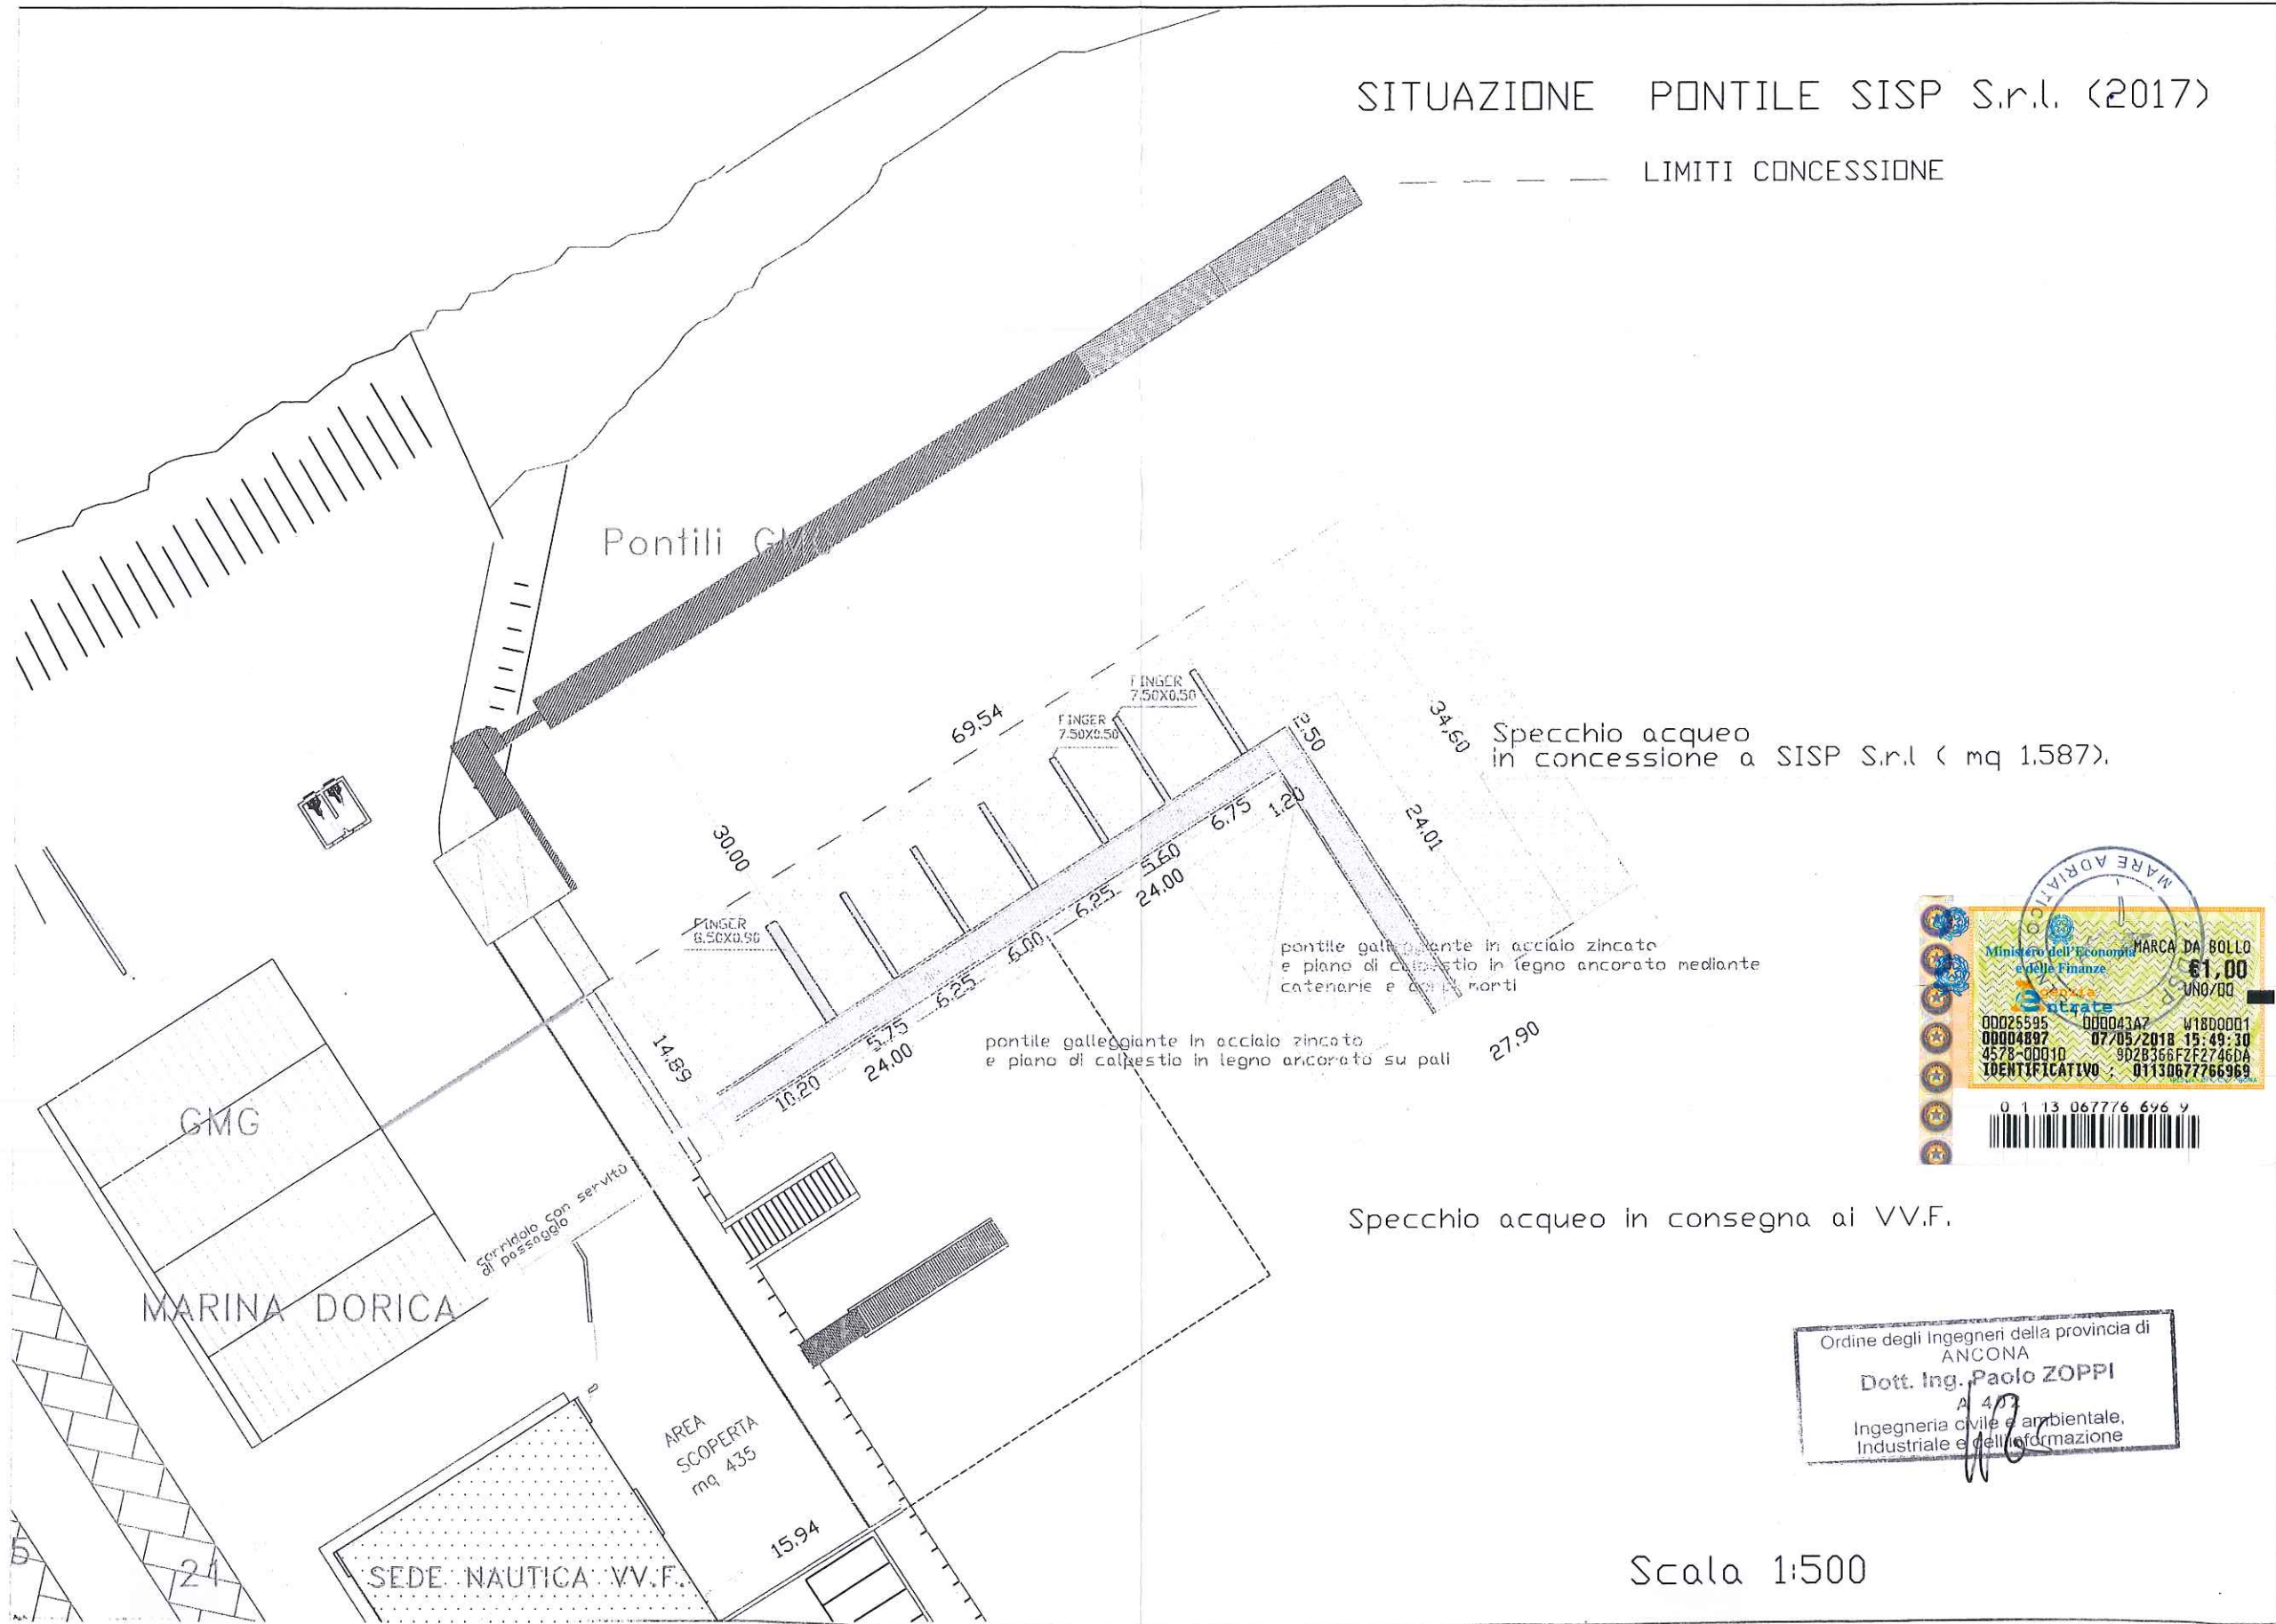 SITUAZIONE PONTILE SISP S.r.l. (2017)
LIMITI CONCESSIONE
Pontili GMG
FINGER
7.50X0.50
FINGER
7.50X0.50
69.54
2.50
34.60
Specchio acqueo
in concessione a SISP S.r.l ( mq 1.587).
30.00
6.75
1.20
24.01
5.60
24.00
6.25
FINGER
8.50X0.90
6.00
6.25
5.75
24.00
10.20
14.89
27.90
pontile galleggiante in acciaio zincato
e piano di calpestio in legno ancorato mediante
catenarie e corpi morti
pontile galleggiante in acciaio zincato
e piano di calpestio in legno ancorato su pali
MARE ADRIATICO
Ministero dell'Economia
e delle Finanze
MARCA DA BOLLO
€1,00
UNO/00
genzia
ntrate
00025595 000043A7 W18D0001
00004897 07/05/2018 15:49:30
4578-00010 9D2B366F2F2746DA
IDENTIFICATIVO : 01130677766969
0 1 13 067776 696 9
GMG
corridoio con servitù
di passaggio
MARINA DORICA
Specchio acqueo in consegna ai VV.F.
Ordine degli Ingegneri della provincia di
ANCONA
Dott. Ing. Paolo ZOPPI
A 402
Ingegneria civile e ambientale,
Industriale e dell'informazione
AREA
SCOPERTA
mq 435
15.94
5
21
SEDE NAUTICA VV.F.
Scala 1:500